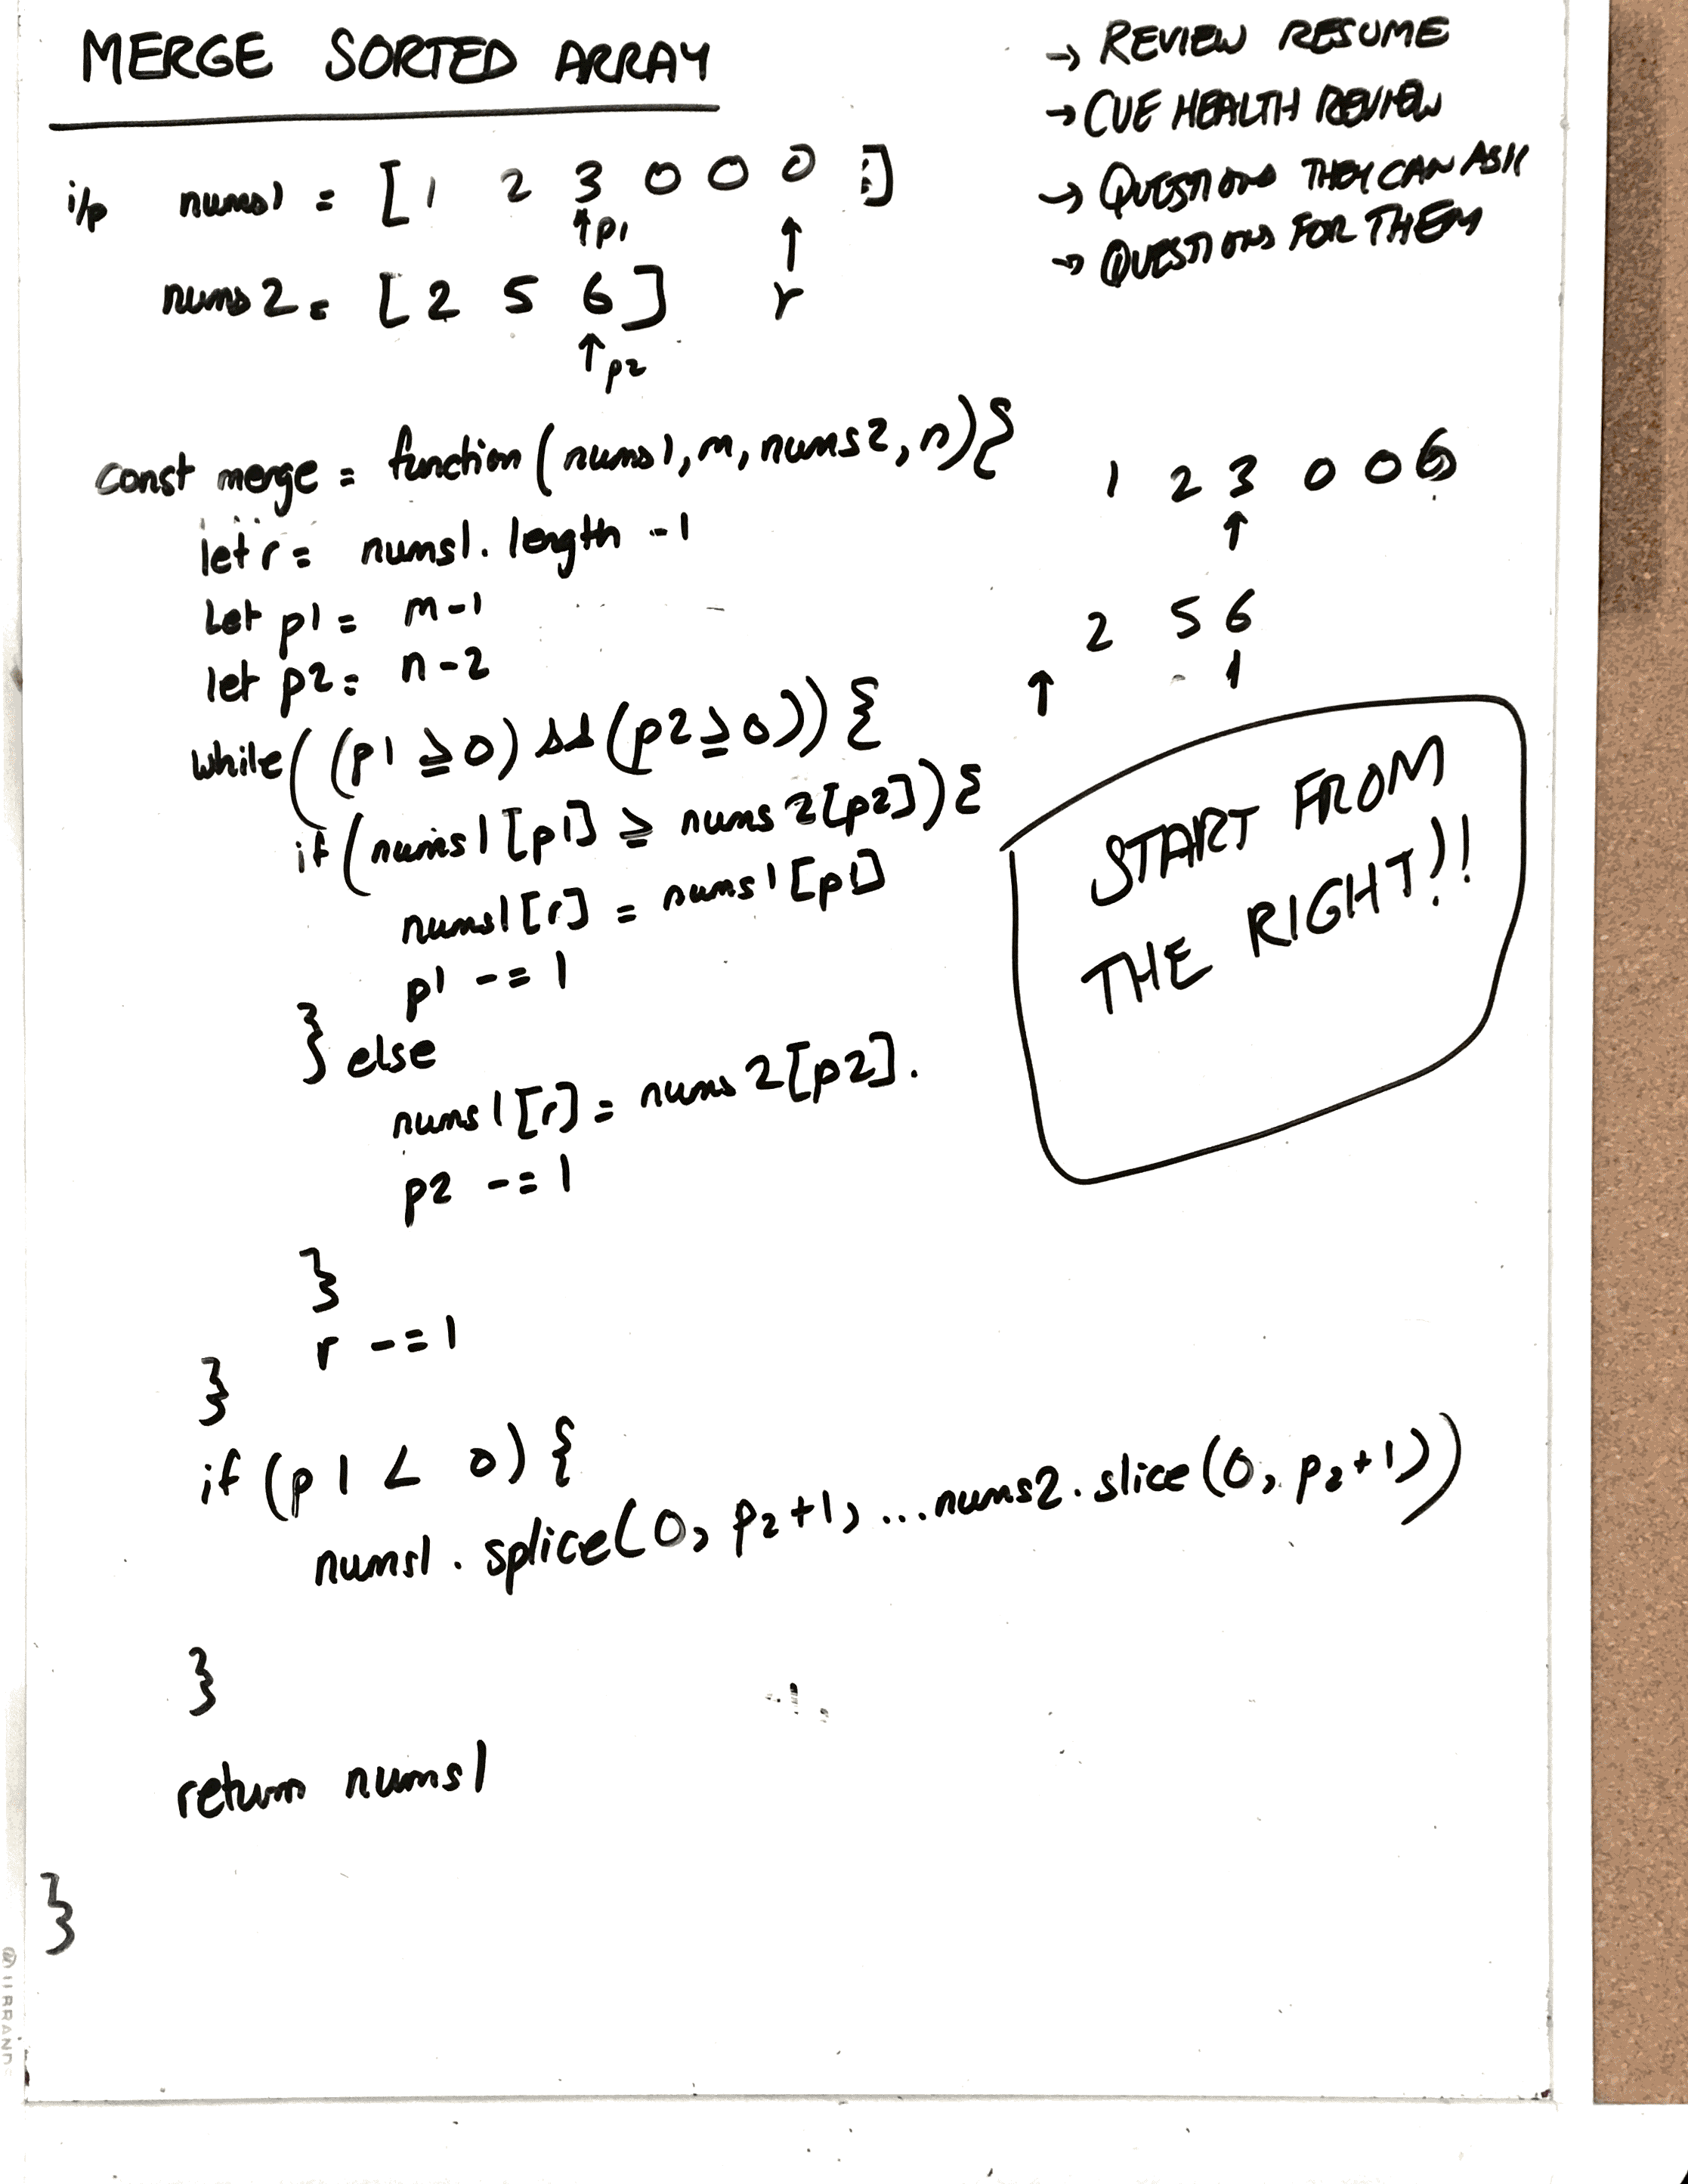 MERGE SORTED ARRAY
→ REVIEW RESUME
→ CUE HEALTH REVIEW
→ QUESTIONS THEY CAN ASK
→ QUESTIONS FOR THEM
i/p nums1 = [ 1 2 3 0 0 0 ]
↑p1 ↑
r
nums2 = [ 2 5 6 ]
↑p2
const merge = function(nums1, m, nums2, n){
let r = nums1.length -1
let p1 = m-1
let p2 = n-2
while((p1 ≥ 0) && (p2 ≥ 0)) {
if (nums1[p1] ≥ nums2[p2]) {
nums1[r] = nums1[p1]
p1 -= 1
} else
nums1[r] = nums2[p2].
p2 -= 1
}
r -= 1
}
if (p1 < 0) {
nums1.splice(0, p2+1, ...nums2.slice(0, p2+1))
}
return nums1
}
1 2 3 0 0 6
↑
2 5 6
↑
START FROM
THE RIGHT!!